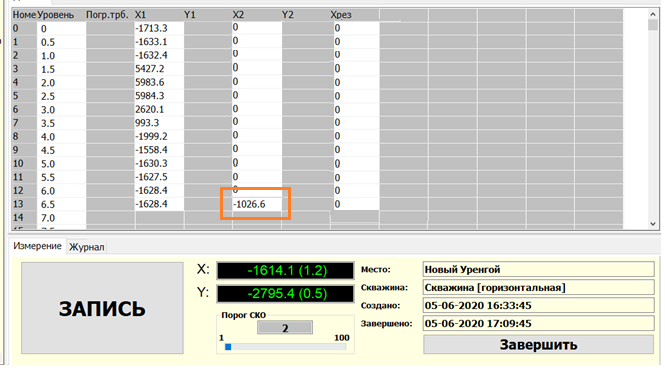 Номе Уровень Погр.трб. X1 Y1 X2 Y2 Xрез
0 0 -1713.3 0 0
1 0.5 -1633.1 0 0
2 1.0 -1632.4 0 0
3 1.5 5427.2 0 0
4 2.0 5983.6 0 0
5 2.5 5984.3 0 0
6 3.0 2620.1 0 0
7 3.5 993.3 0 0
8 4.0 -1999.2 0 0
9 4.5 -1558.4 0 0
10 5.0 -1630.3 0 0
11 5.5 -1627.5 0 0
12 6.0 -1628.4 0 0
13 6.5 -1628.4 -1026.6 0
14 7.0
Измерение Журнал
ЗАПИСЬ
X: -1614.1 (1.2)
Y: -2795.4 (0.5)
Порог СКО
2
1 100
Место: Новый Уренгой
Скважина: Скважина [горизонтальная]
Создано: 05-06-2020 16:33:45
Завершено: 05-06-2020 17:09:45
Завершить